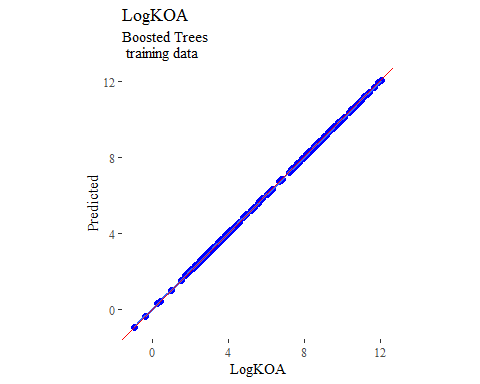 LogKOA
Boosted Trees
training data
12
8
4
0
Predicted
0 4 8 12
LogKOA